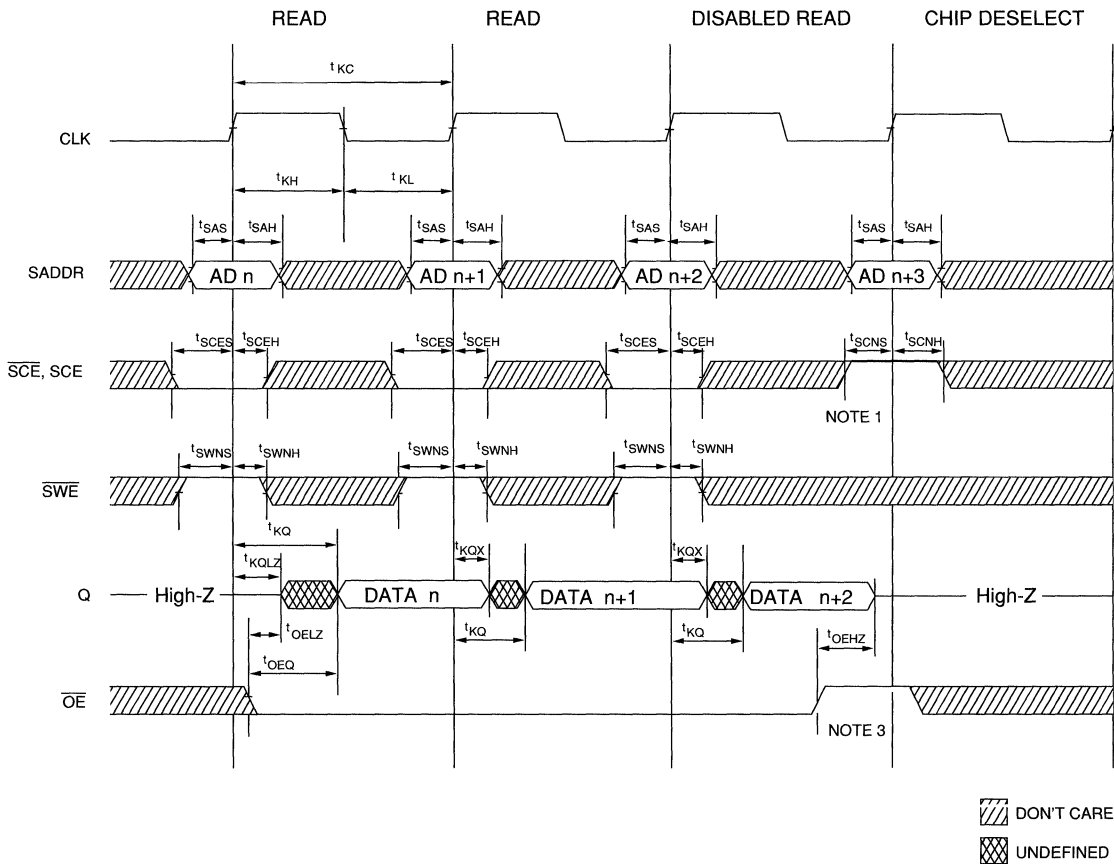 READ READ DISABLED READ CHIP DESELECT
tKC
CLK
tKH tKL
tSAS tSAH tSAS tSAH tSAS tSAH tSAS tSAH
SADDR AD n AD n+1 AD n+2 AD n+3
tSCES tSCEH tSCES tSCEH tSCES tSCEH tSCNS tSCNH
SCE, SCE
NOTE 1
tSWNS tSWNH tSWNS tSWNH tSWNS tSWNH
SWE
tKQ
tKQLZ tKQX tKQX
Q High-Z DATA n DATA n+1 DATA n+2 High-Z
tOELZ tKQ tKQ tOEHZ
tOEQ
OE
NOTE 3
DON'T CARE
UNDEFINED